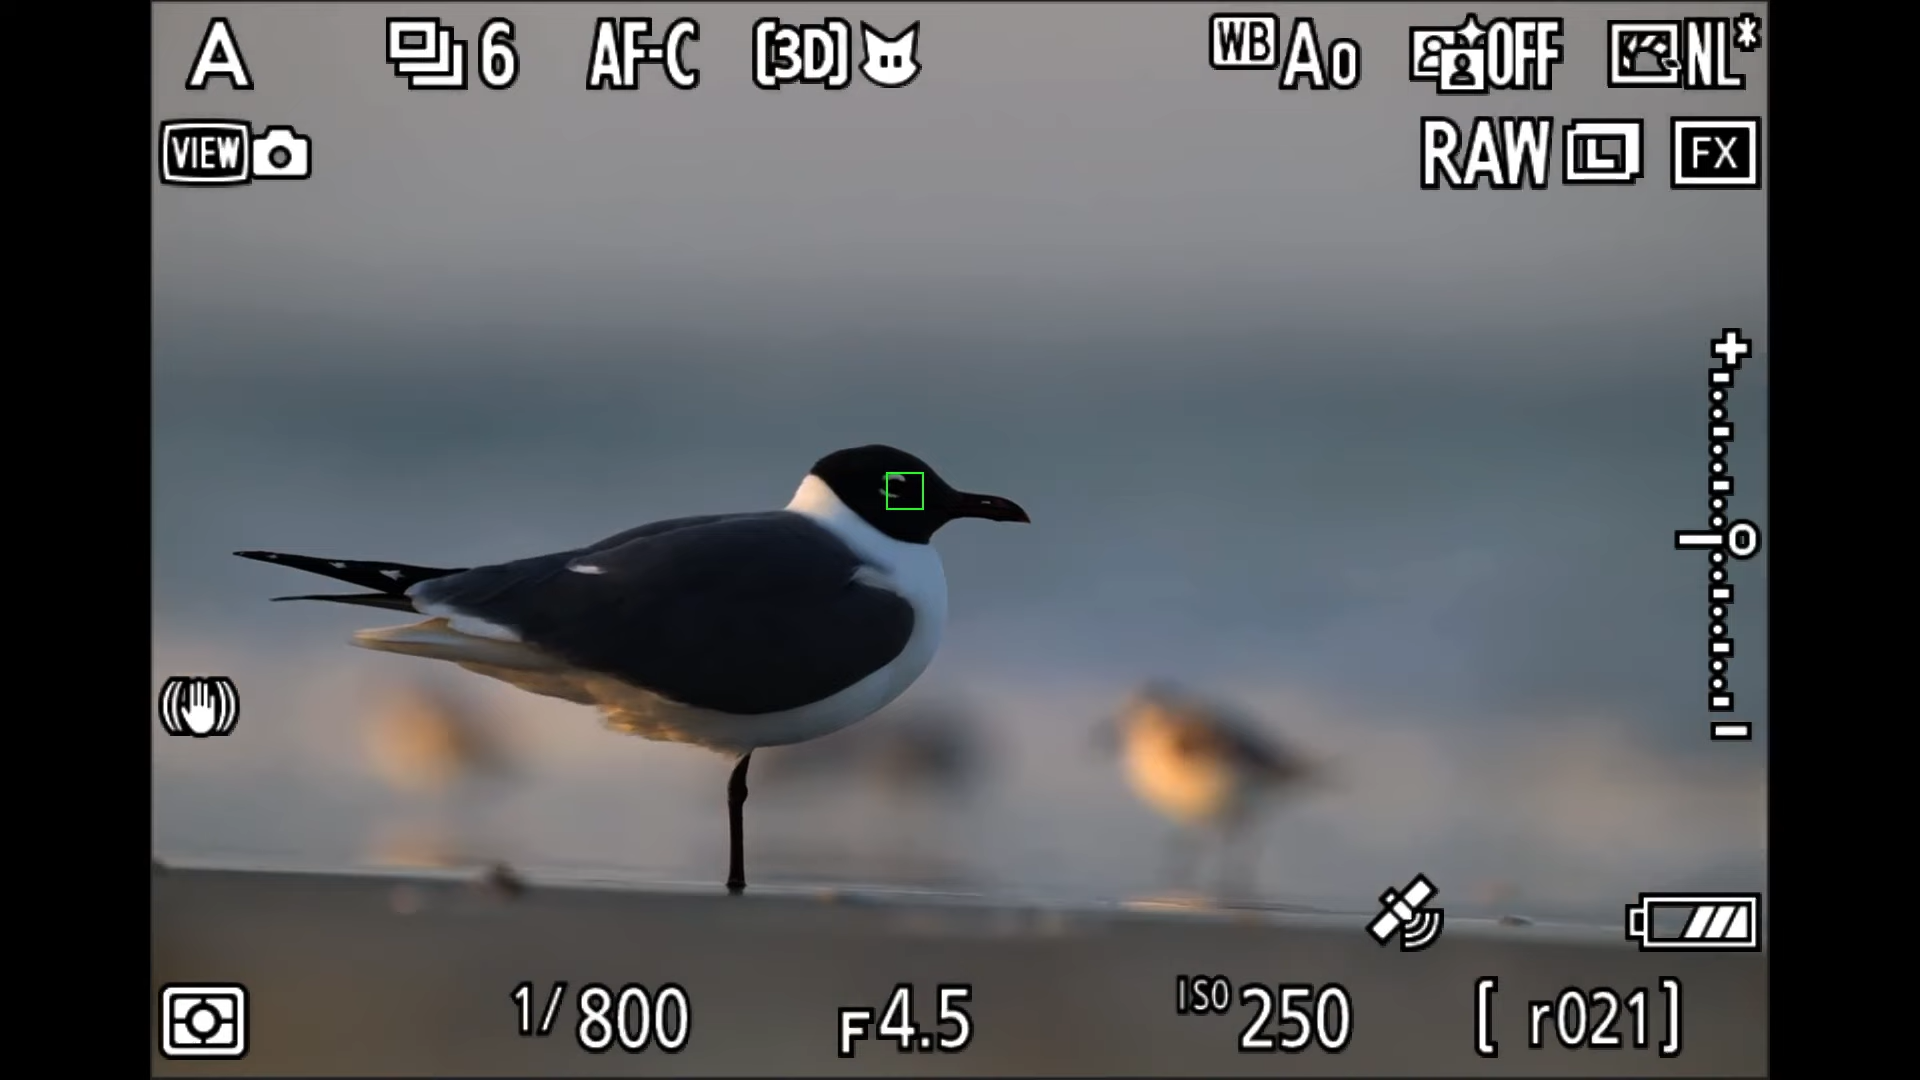 A 6 AF-C [3D] WB A0 OFF NL*
VIEW RAW L FX
+
0
-
1/800 F4.5 ISO 250 [ r021]